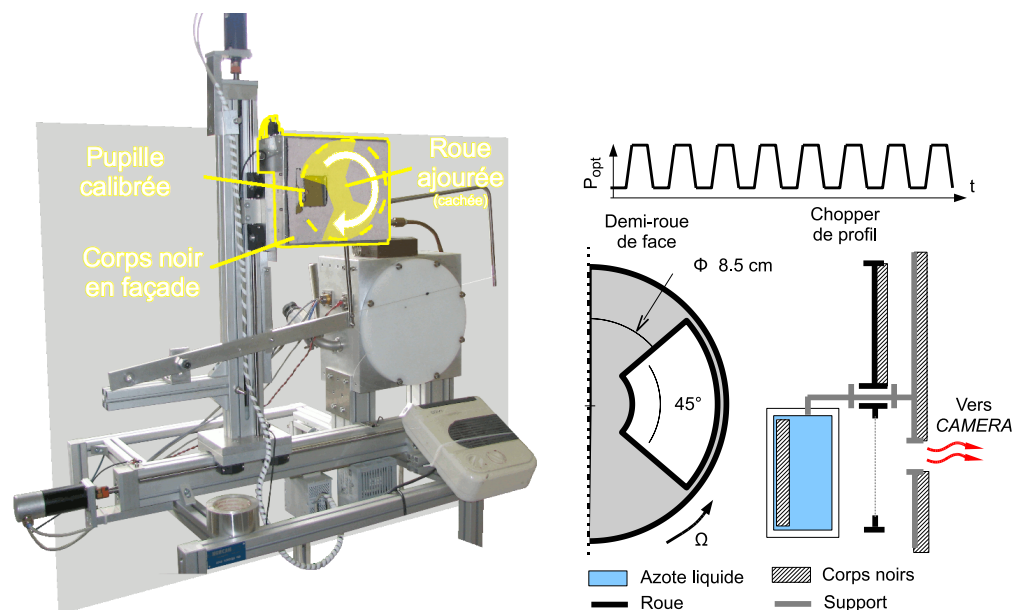 Pupille
calibrée
Roue
ajourée
(cachée)
Corps noir
en façade
P opt
t
Demi-roue
de face
Chopper
de profil
Φ 8.5 cm
45°
Vers
CAMERA
Ω
Azote liquide
Corps noirs
Roue
Support